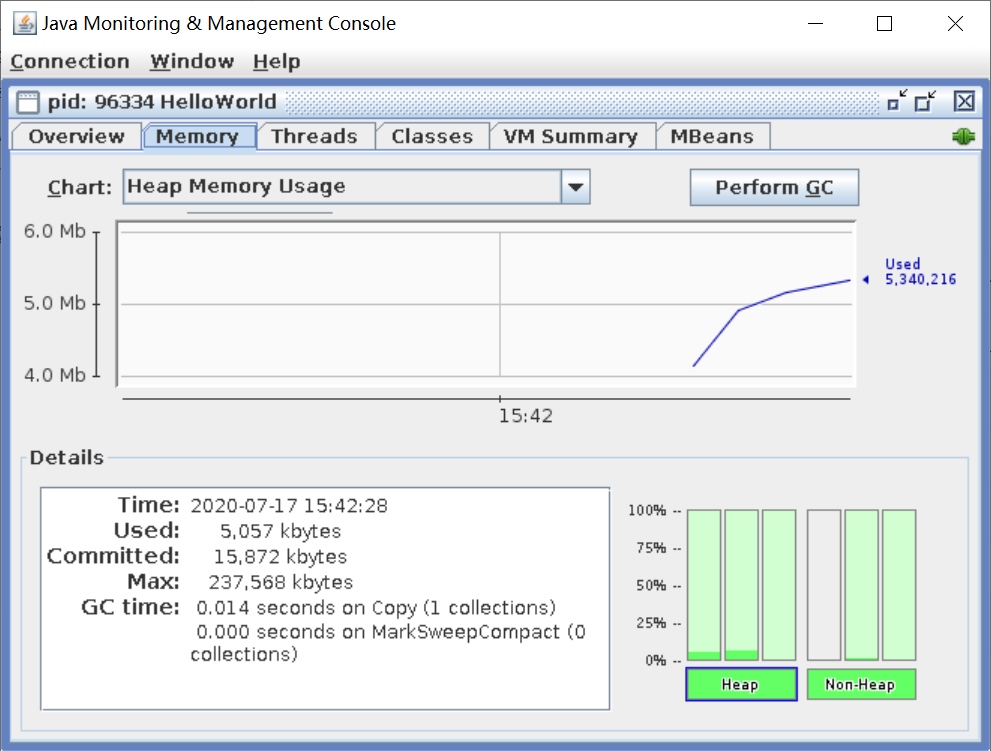 Java Monitoring & Management Console
Connection Window Help
pid: 96334 HelloWorld
Overview Memory Threads Classes VM Summary MBeans
Chart: Heap Memory Usage Perform GC
6.0 Mb
5.0 Mb
4.0 Mb
Used
5,340,216
15:42
Details
Time: 2020-07-17 15:42:28
Used: 5,057 kbytes
Committed: 15,872 kbytes
Max: 237,568 kbytes
GC time: 0.014 seconds on Copy (1 collections)
0.000 seconds on MarkSweepCompact (0
collections)
100% --
75% --
50% --
25% --
0% --
Heap Non-Heap